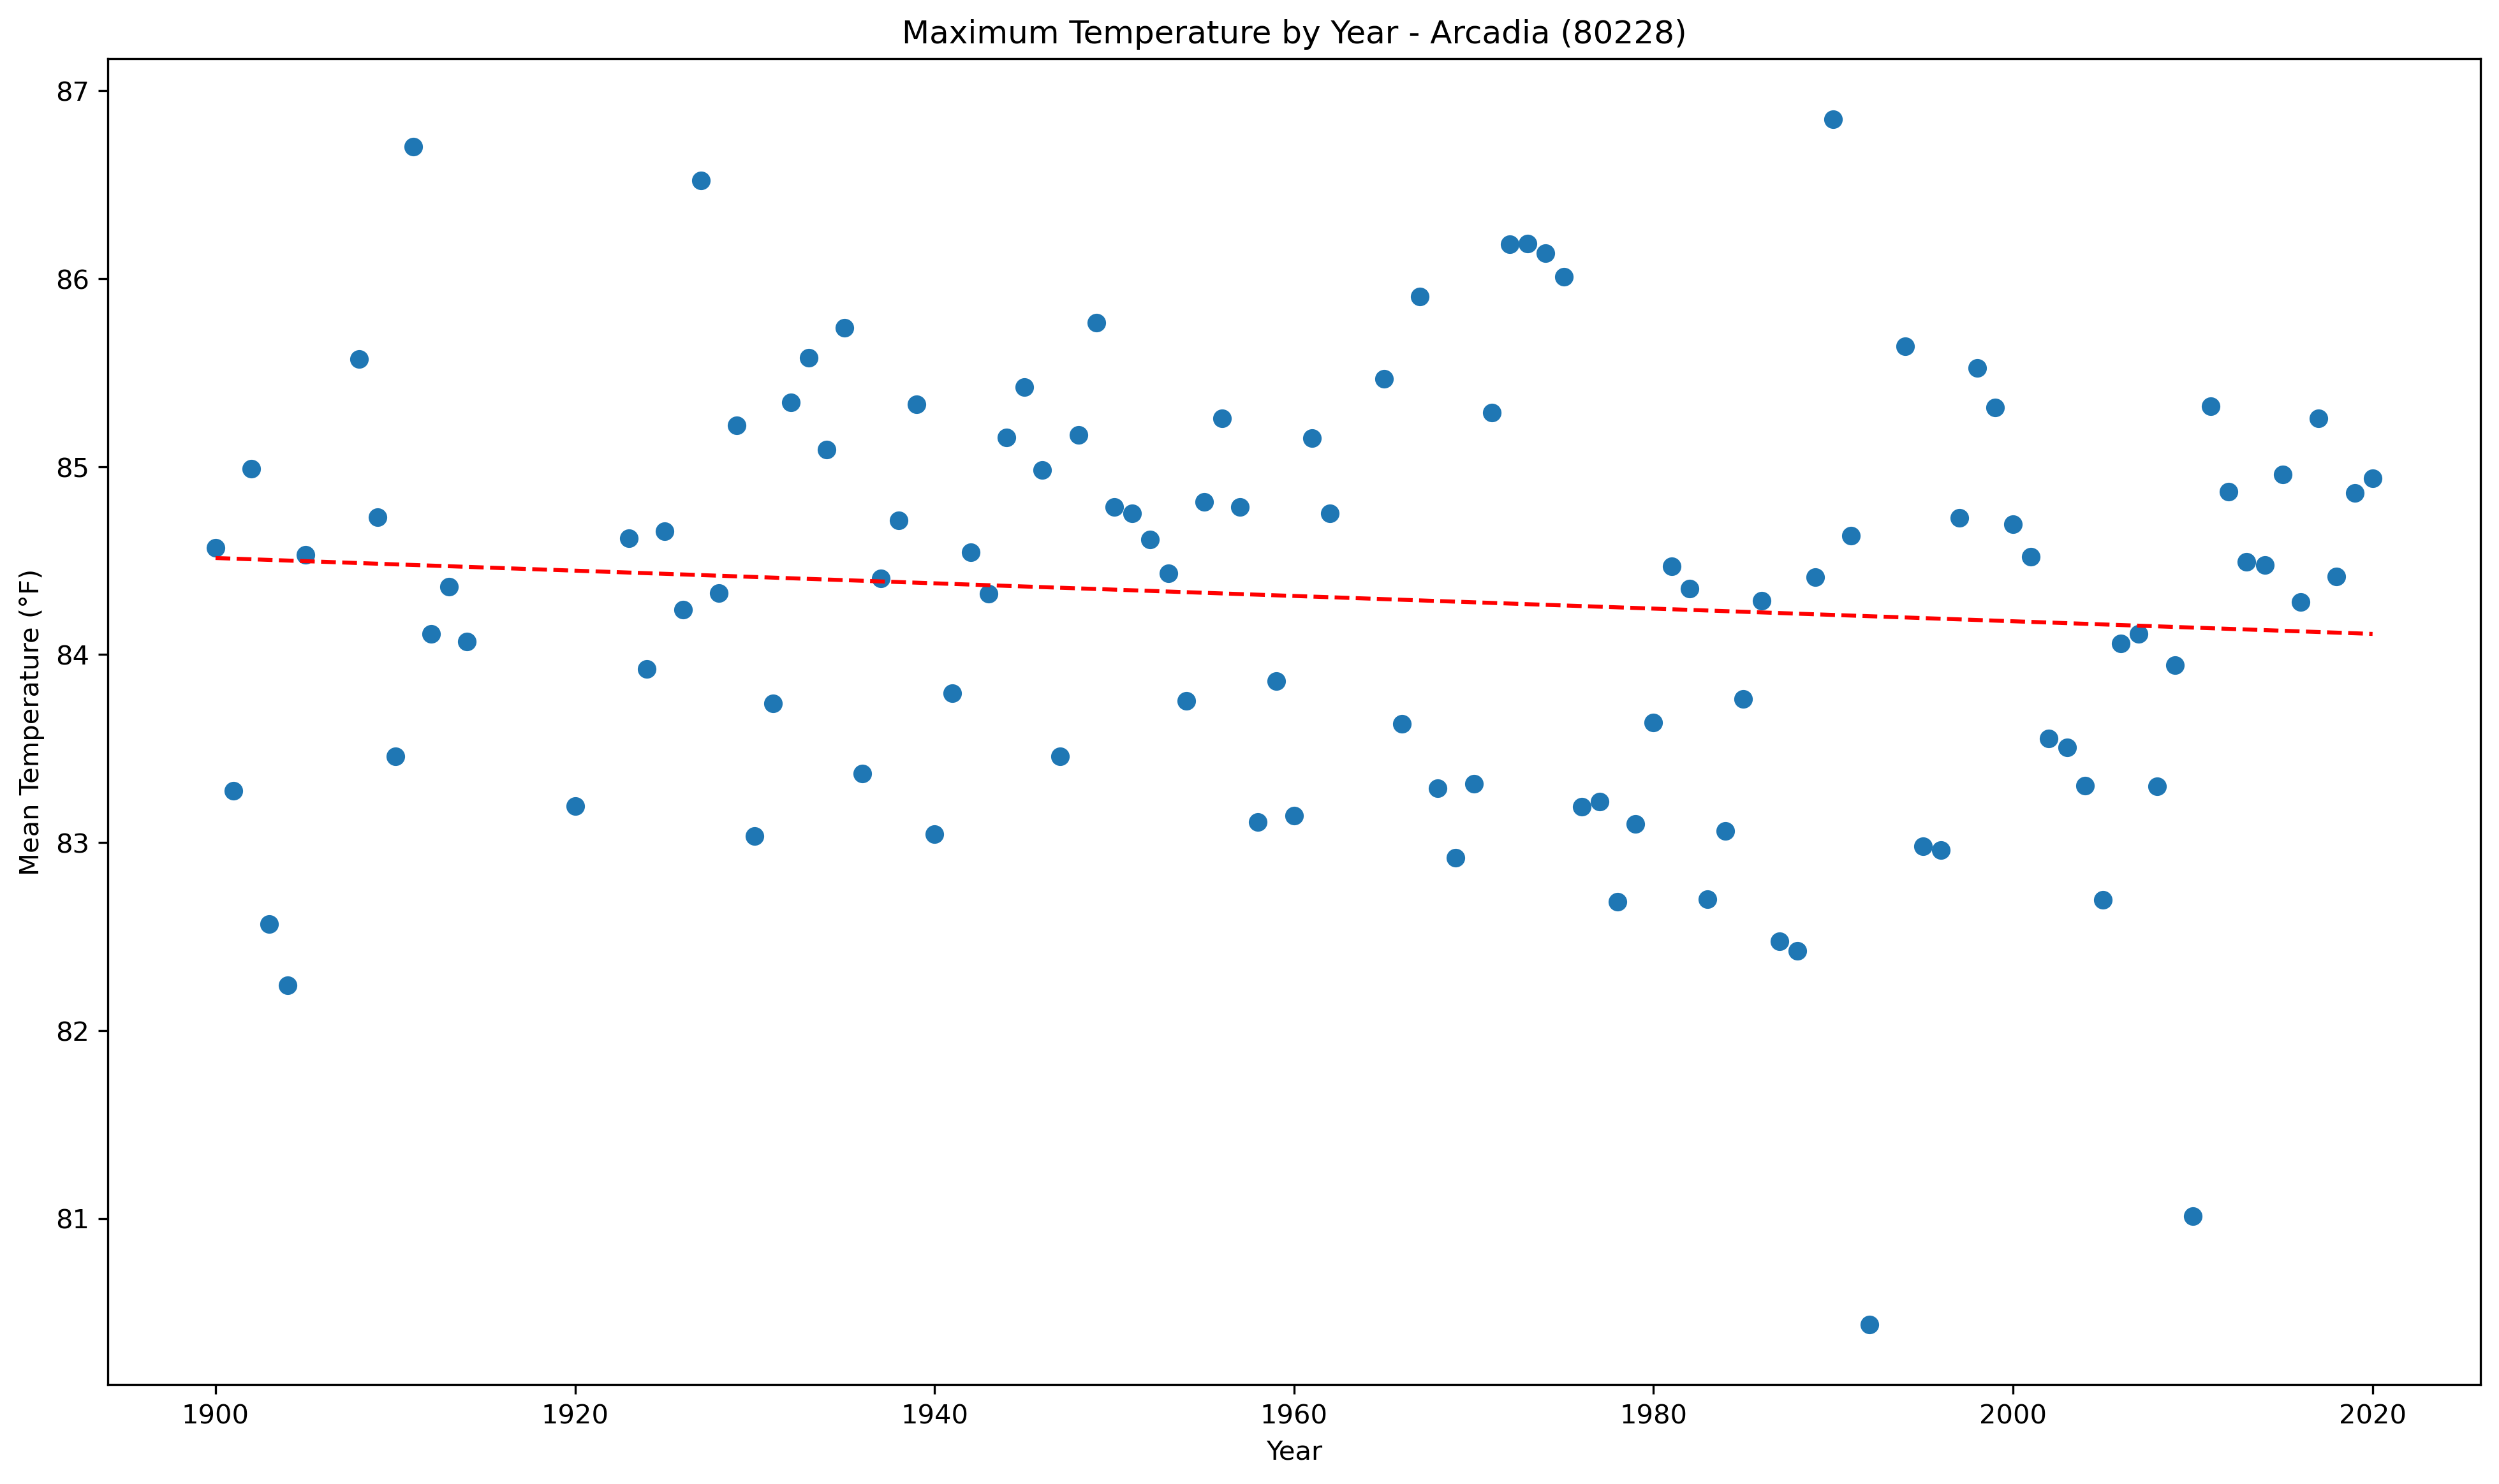 Maximum Temperature by Year - Arcadia (80228)
Mean Temperature (°F)
87
86
85
84
83
82
81
1900 1920 1940 1960 1980 2000 2020
Year